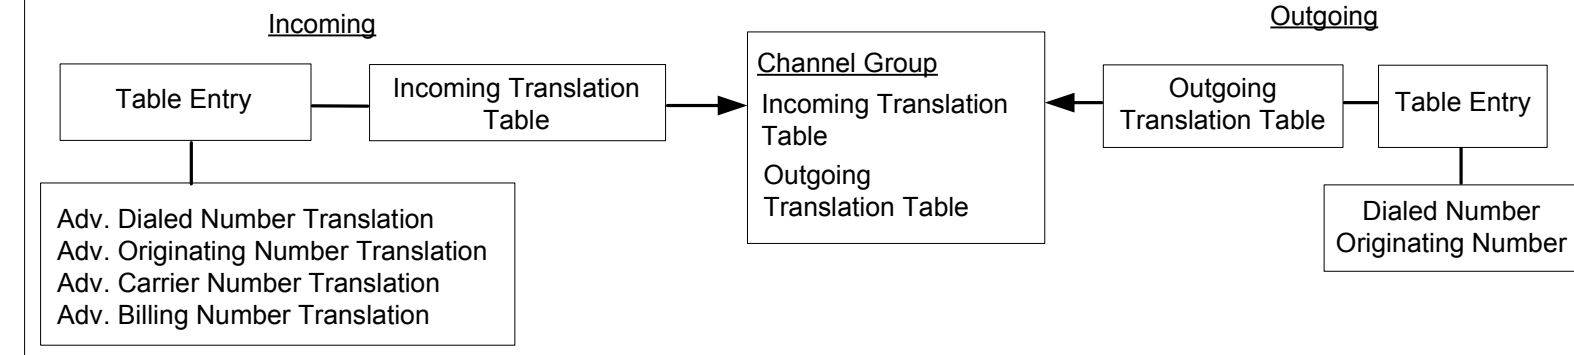 Incoming
Outgoing
Table Entry
Incoming Translation
Table
Channel Group
Incoming Translation
Table
Outgoing
Translation Table
Outgoing
Translation Table
Table Entry
Adv. Dialed Number Translation
Adv. Originating Number Translation
Adv. Carrier Number Translation
Adv. Billing Number Translation
Dialed Number
Originating Number